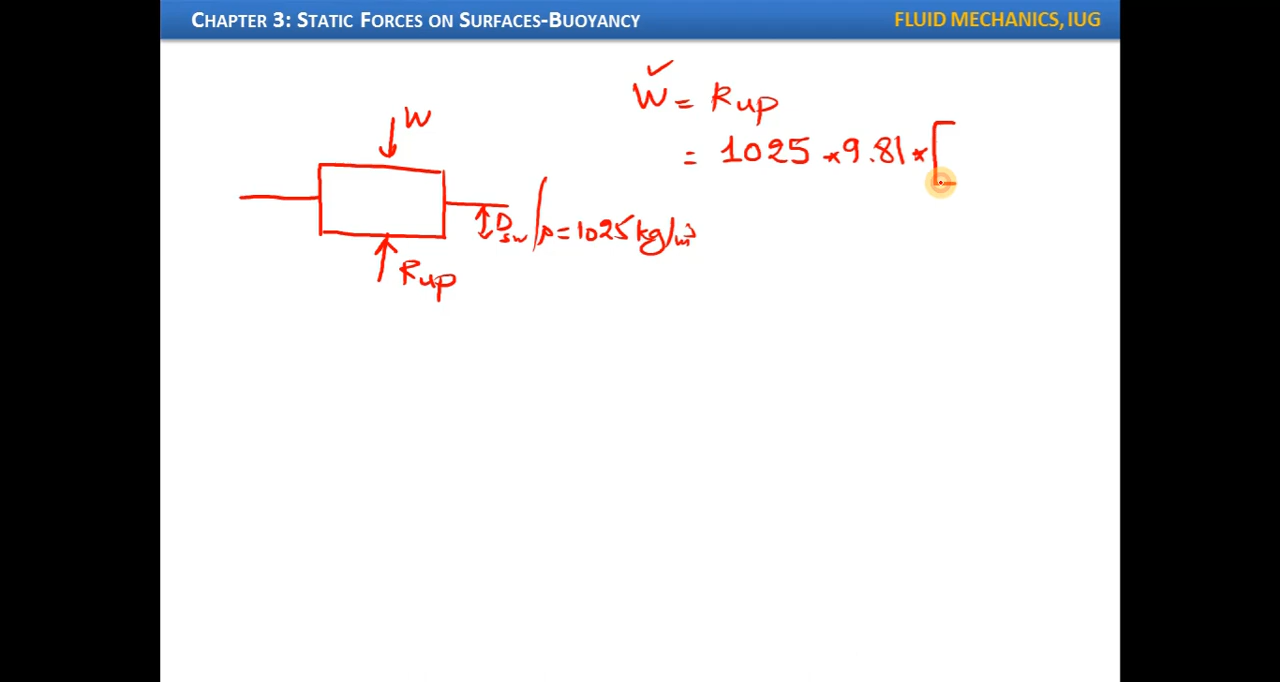 CHAPTER 3: STATIC FORCES ON SURFACES-BUOYANCY
FLUID MECHANICS, IUG
W = Rup
= 1025 * 9.81 * [
W
D sw
ρ = 1025 kg/m³
Rup